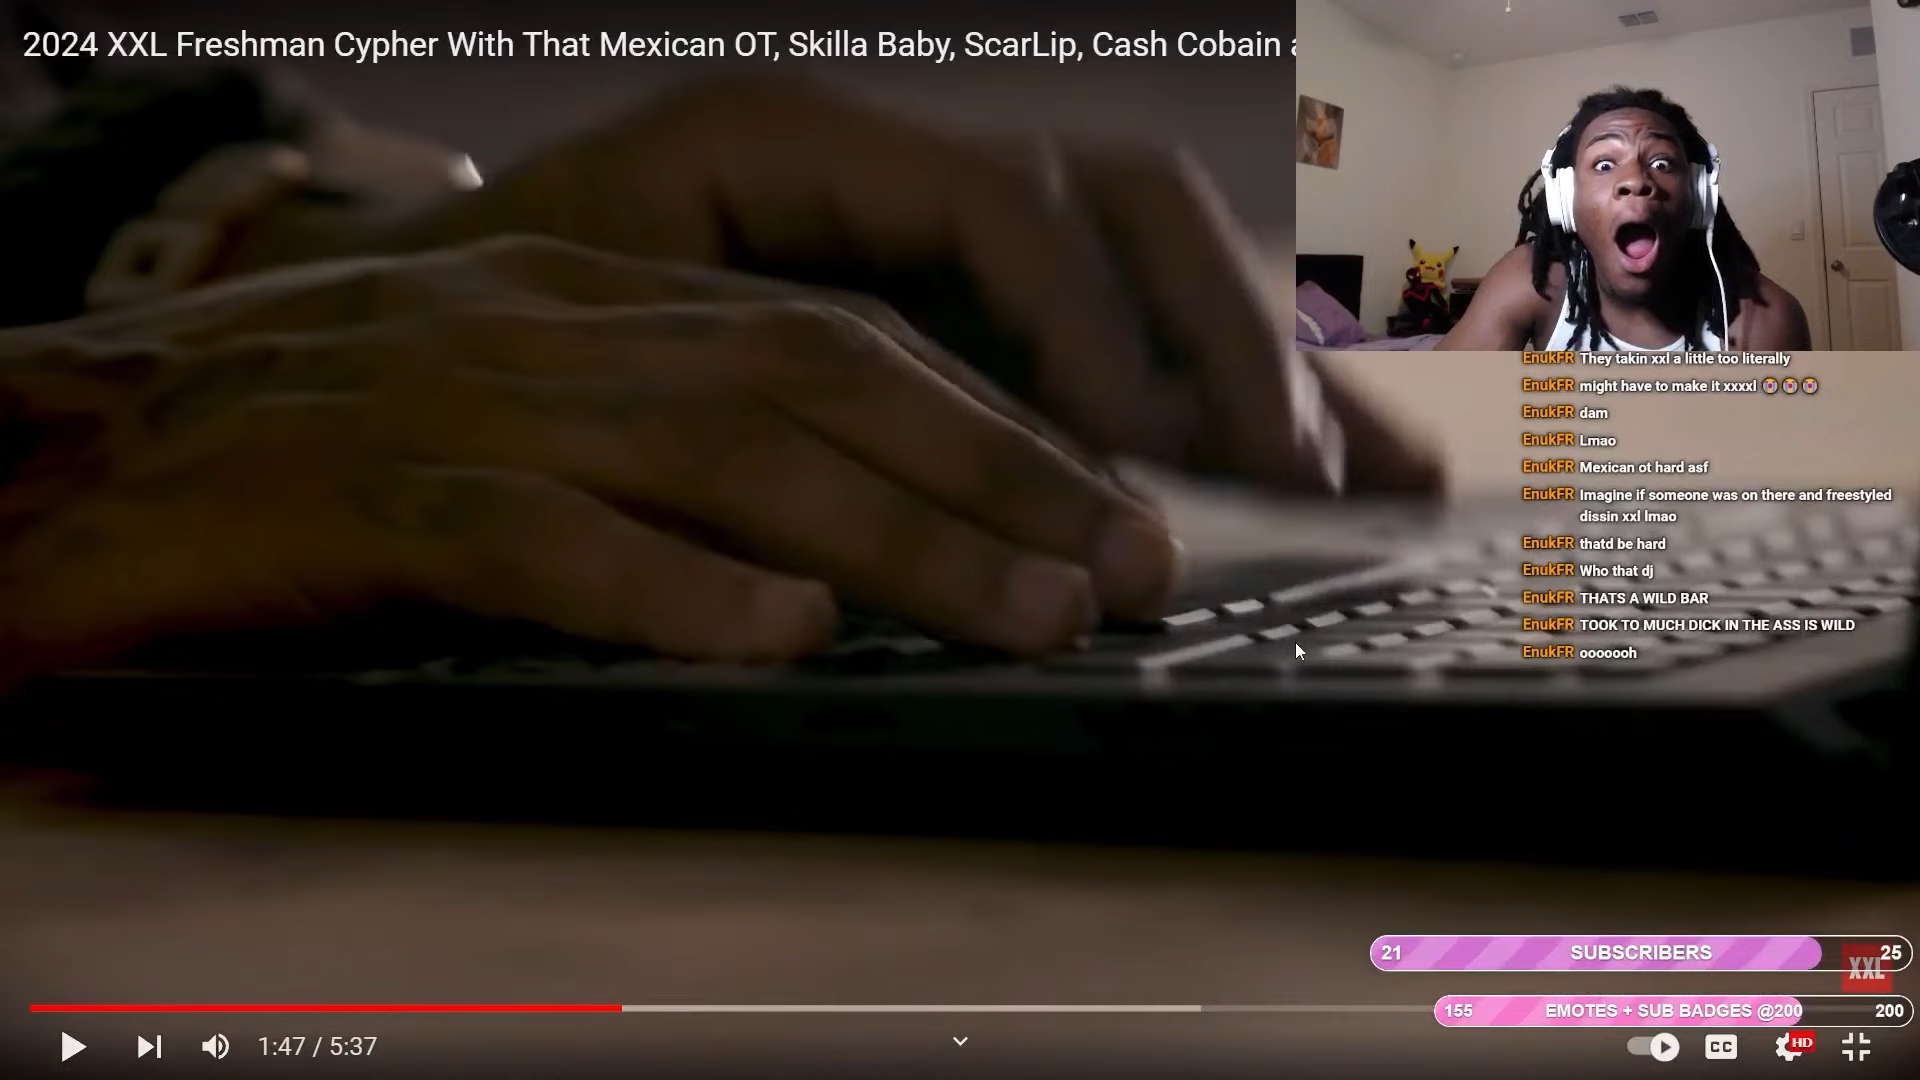 2024 XXL Freshman Cypher With That Mexican OT, Skilla Baby, ScarLip, Cash Cobain a
EnukFR They takin xxl a little too literally
EnukFR might have to make it xxxxl 😭😭😭
EnukFR dam
EnukFR Lmao
EnukFR Mexican ot hard asf
EnukFR Imagine if someone was on there and freestyled
dissin xxl lmao
EnukFR thatd be hard
EnukFR Who that dj
EnukFR THATS A WILD BAR
EnukFR TOOK TO MUCH DICK IN THE ASS IS WILD
EnukFR ooooooh
21 SUBSCRIBERS 25
XXL
155 EMOTES + SUB BADGES @200 200
1:47 / 5:37
CC
HD